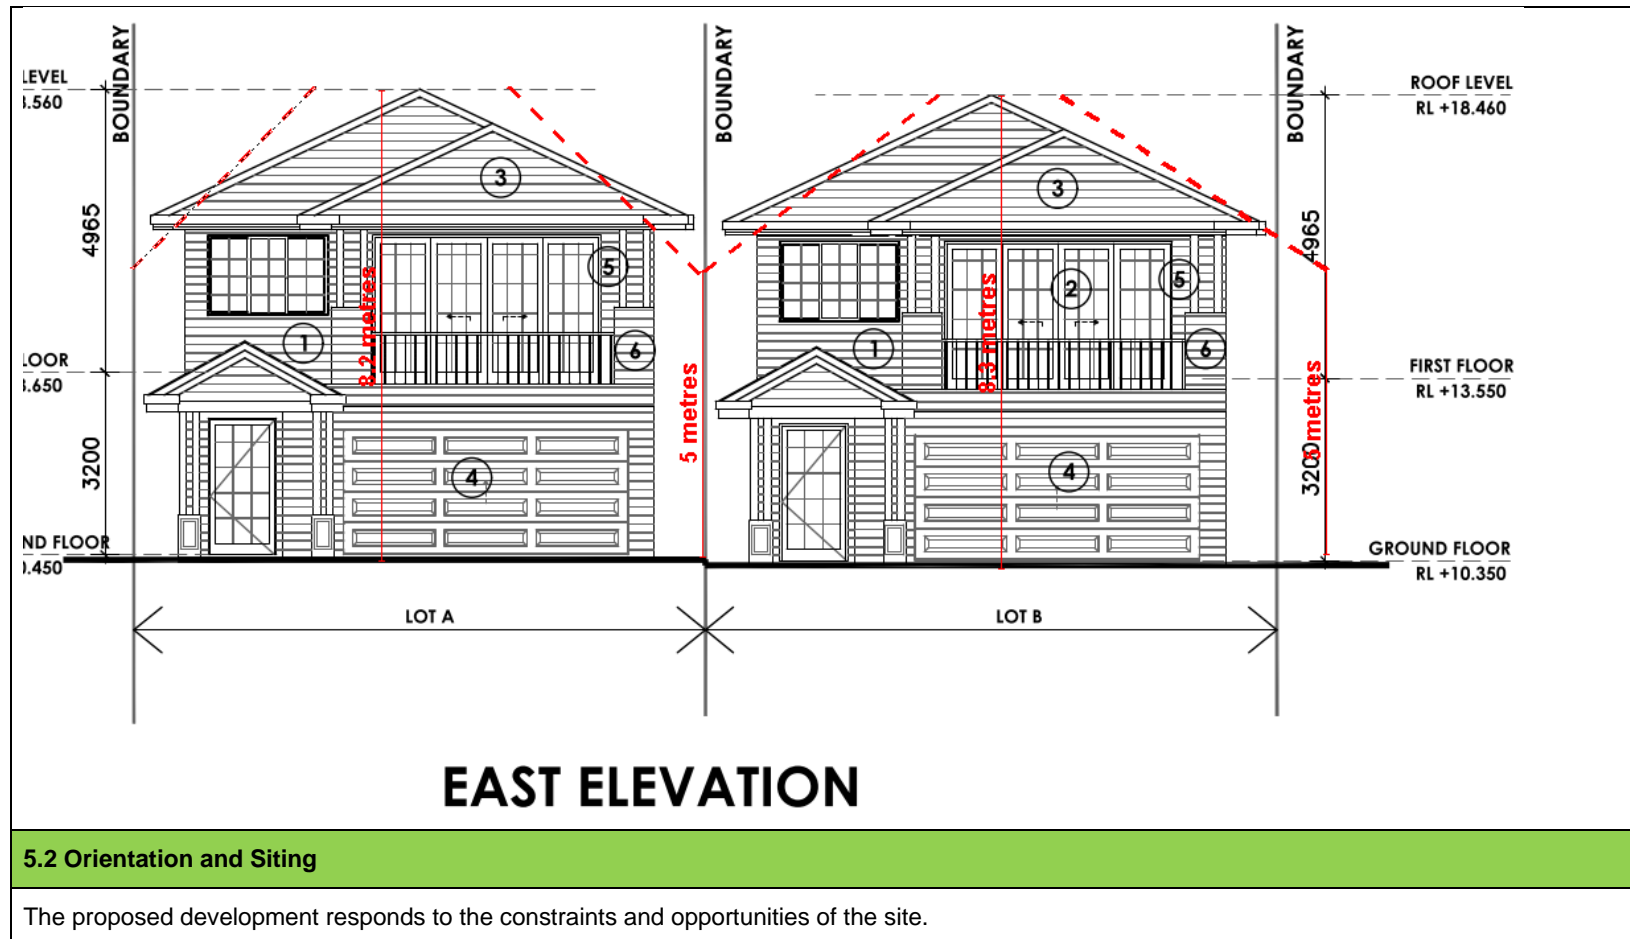 BOUNDARY
BOUNDARY
BOUNDARY
LEVEL
.560
ROOF LEVEL
RL +18.460
3
3
4965
4965
5
5
2
8.2 metres
8.3 metres
1
6
1
6
LOOR
.650
FIRST FLOOR
RL +13.550
5 metres
metres
3200
3200
4
4
ND FLOOR
.450
GROUND FLOOR
RL +10.350
LOT A
LOT B
EAST ELEVATION
5.2 Orientation and Siting
The proposed development responds to the constraints and opportunities of the site.